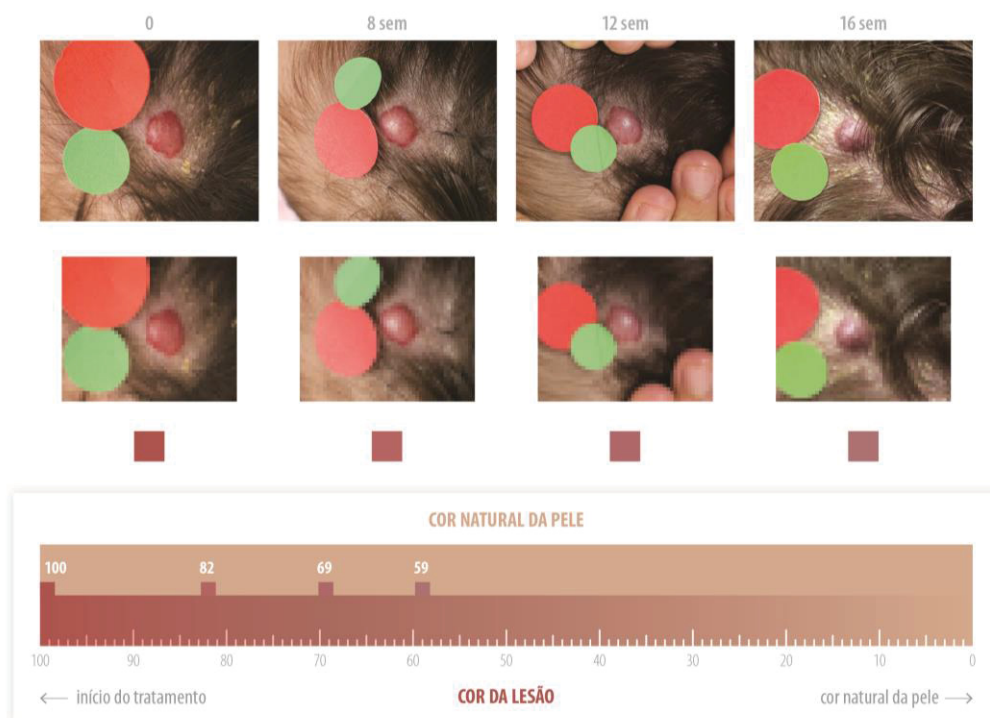 0 8 sem 12 sem 16 sem
COR NATURAL DA PELE
100 82 69 59
100 90 80 70 60 50 40 30 20 10 0
← início do tratamento COR DA LESÃO cor natural da pele →